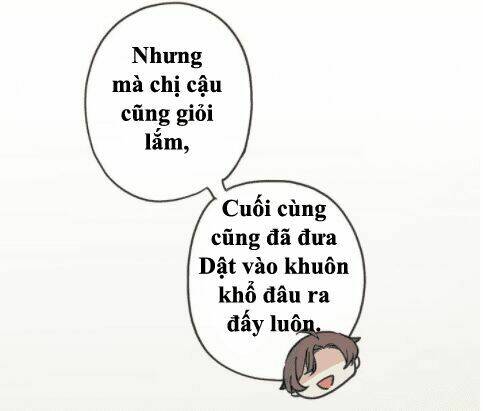 Nhưng
mà chị cậu
cũng giỏi
lắm,
Cuối cùng
cũng đã đưa
Dật vào khuôn
khổ đâu ra
đấy luôn.